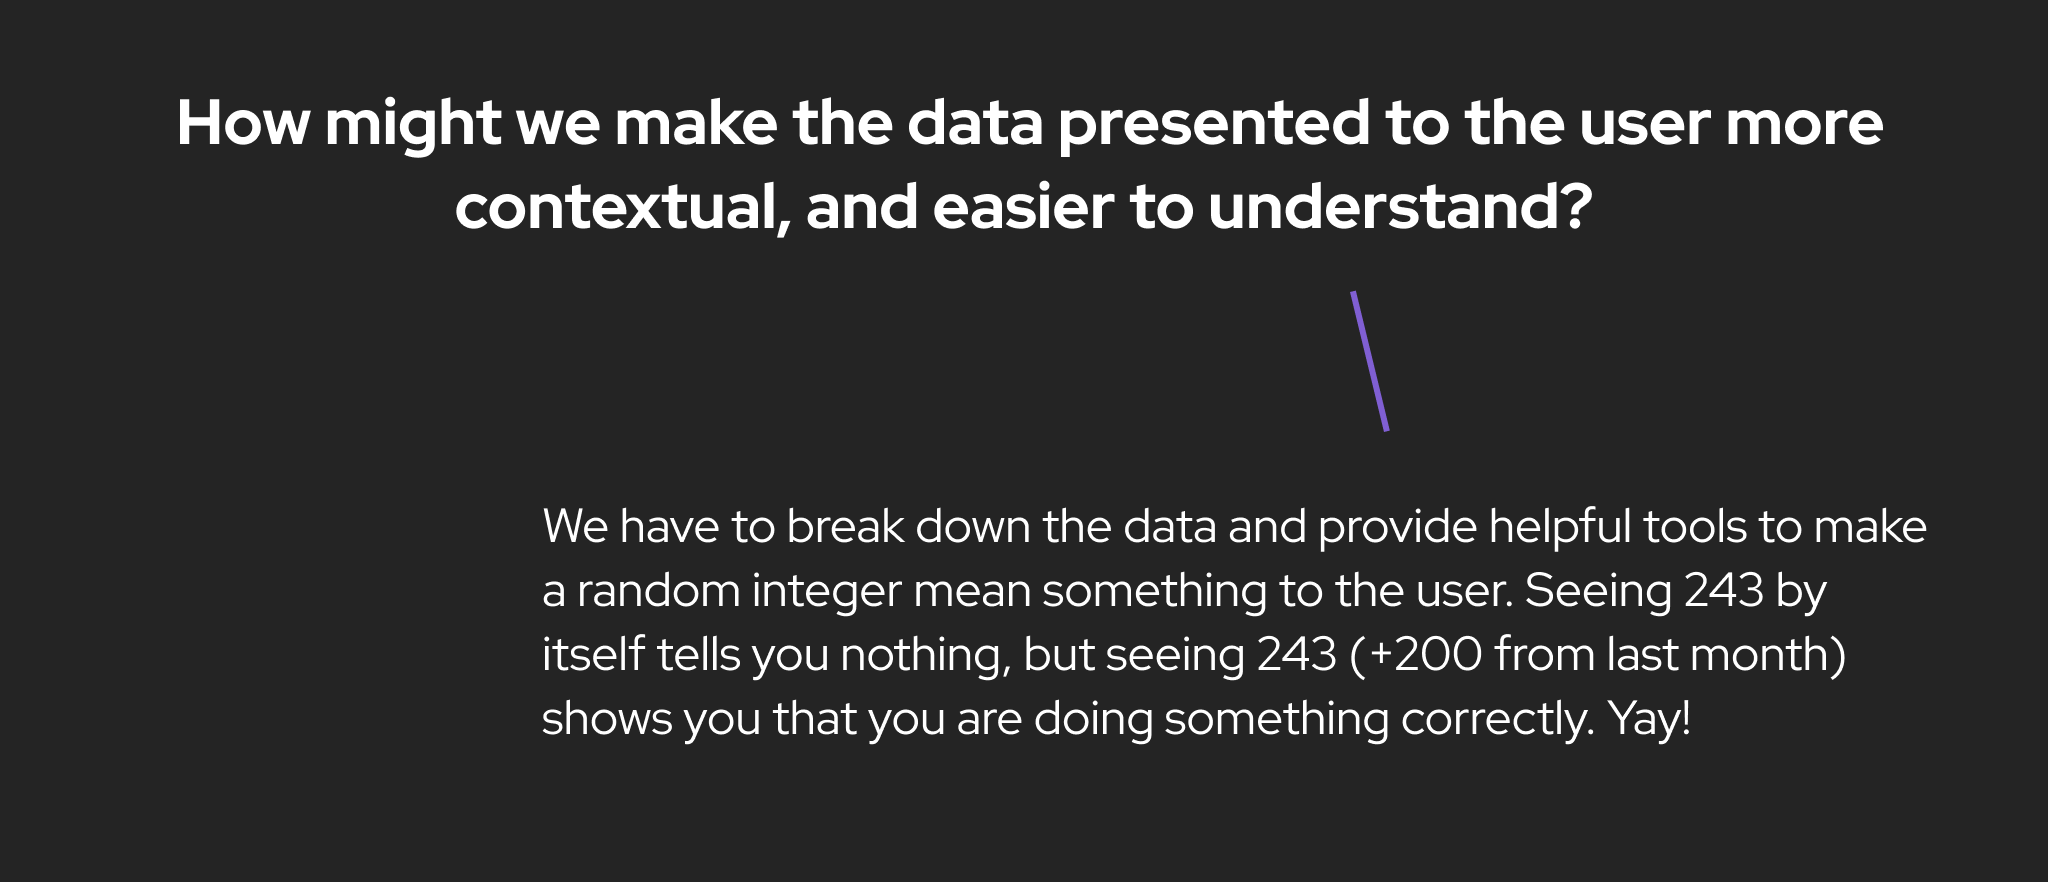 How might we make the data presented to the user more
contextual, and easier to understand?
We have to break down the data and provide helpful tools to make
a random integer mean something to the user. Seeing 243 by
itself tells you nothing, but seeing 243 (+200 from last month)
shows you that you are doing something correctly. Yay!